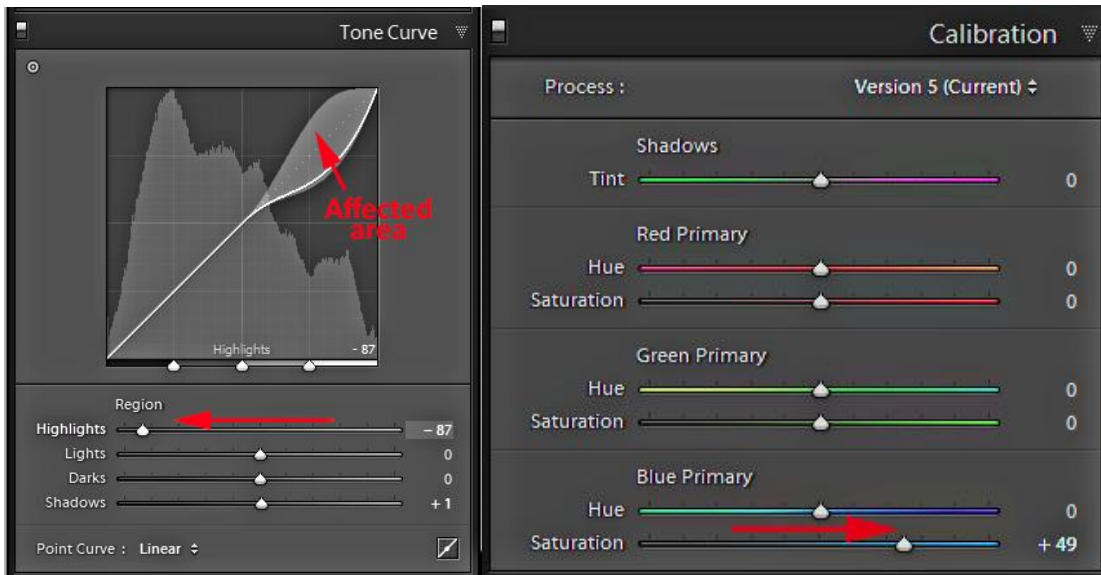 Tone Curve
Affected
area
Highlights - 87
Region
Highlights - 87
Lights 0
Darks 0
Shadows + 1
Point Curve : Linear
Calibration
Process : Version 5 (Current)
Shadows
Tint 0
Red Primary
Hue 0
Saturation 0
Green Primary
Hue 0
Saturation 0
Blue Primary
Hue 0
Saturation + 49